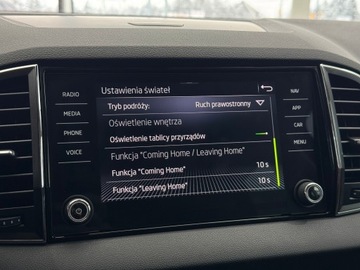 Ustawienia świateł
RADIO
MEDIA
PHONE
VOICE
Tryb podróży: Ruch prawostronny
Oświetlenie wnętrza
Oświetlenie tablicy przyrządów
Funkcja "Coming Home / Leaving Home"
Funkcja "Coming Home" 10 s
Funkcja "Leaving Home" 10 s
NAV
APP
CAR
MENU